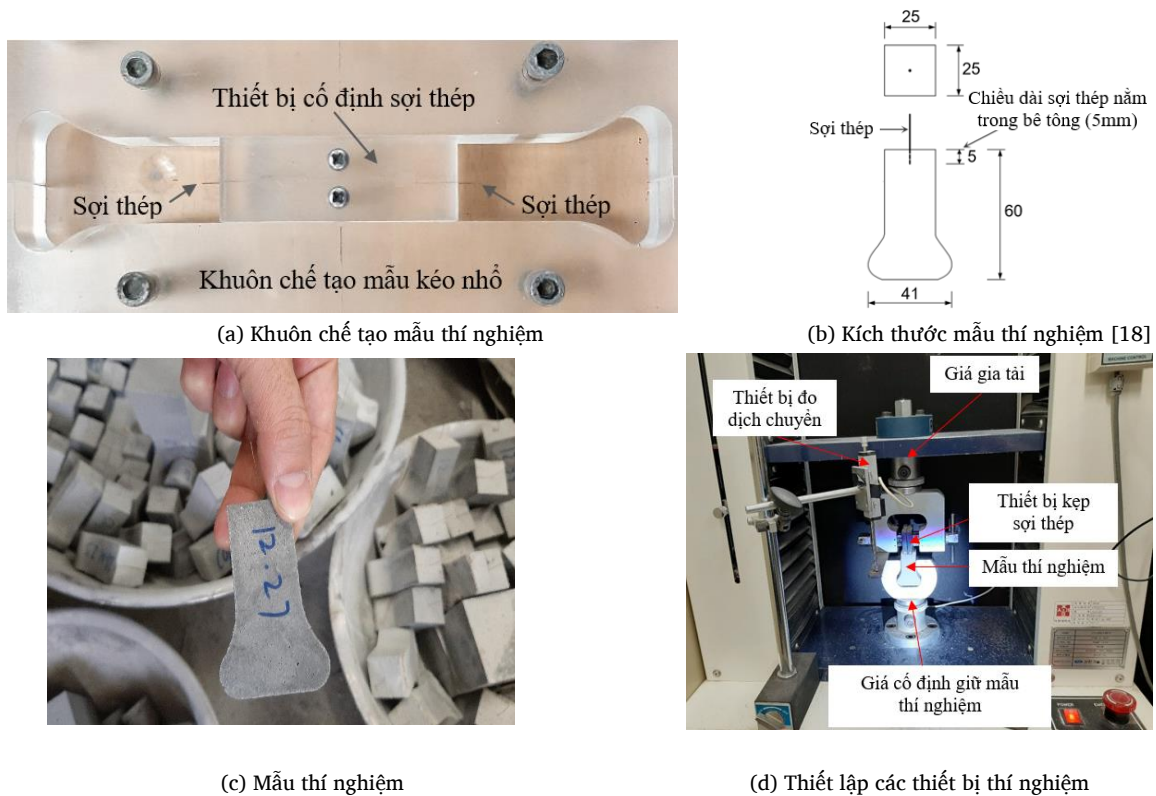 Thiết bị cố định sợi thép
Sợi thép
Sợi thép
Khuôn chế tạo mẫu kéo nhổ
(a) Khuôn chế tạo mẫu thí nghiệm
25
25
Chiều dài sợi thép nằm
trong bê tông (5mm)
Sợi thép
5
60
41
(b) Kích thước mẫu thí nghiệm [18]
12.27
(c) Mẫu thí nghiệm
Giá gia tải
Thiết bị đo
dịch chuyển
Thiết bị kẹp
sợi thép
Mẫu thí nghiệm
Giá cố định giữ mẫu
thí nghiệm
POWER
(d) Thiết lập các thiết bị thí nghiệm